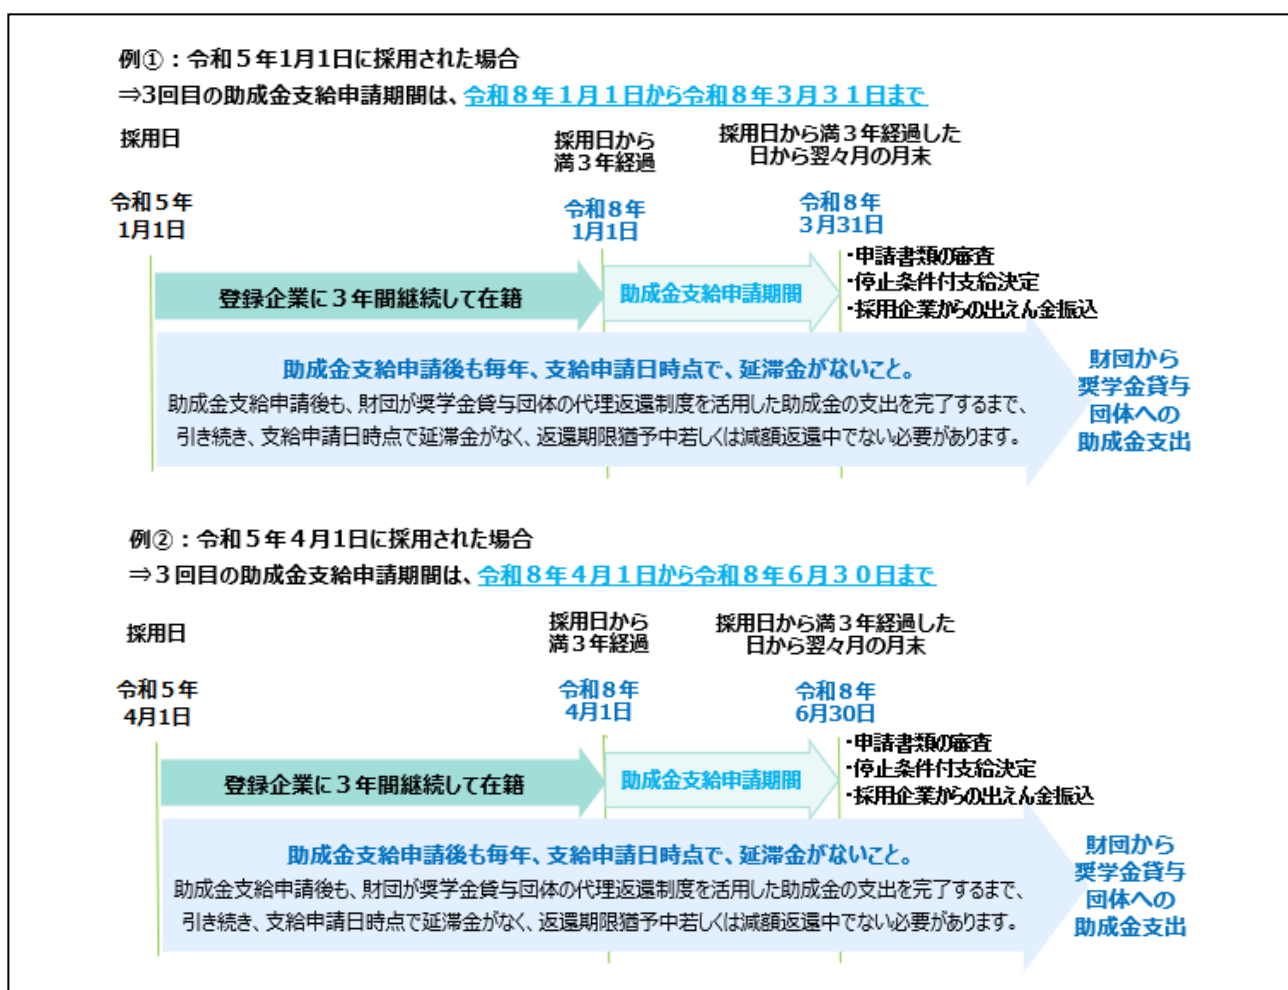 例①：令和５年1月1日に採用された場合
⇒3回目の助成金支給申請期間は、令和８年１月１日から令和８年３月３１日まで
採用日
採用日から
満３年経過
採用日から満３年経過した
日から翌々月の月末
令和５年
1月1日
令和８年
1月1日
令和８年
3月31日
・申請書類の審査
・停止条件付支給決定
・採用企業からの出えん金振込
登録企業に３年間継続して在籍
助成金支給申請期間
助成金支給申請後も毎年、支給申請日時点で、延滞金がないこと。
助成金支給申請後も、財団が奨学金貸与団体の代理返還制度を活用した助成金の支出を完了するまで、
引き続き、支給申請日時点で延滞金がなく、返還期限猶予中若しくは減額返還中でない必要があります。
財団から
奨学金貸与
団体への
助成金支出
例②：令和５年４月1日に採用された場合
⇒３回目の助成金支給申請期間は、令和８年４月１日から令和８年６月３０日まで
採用日
採用日から
満３年経過
採用日から満３年経過した
日から翌々月の月末
令和５年
4月1日
令和８年
4月1日
令和８年
6月30日
・申請書類の審査
・停止条件付支給決定
・採用企業からの出えん金振込
登録企業に３年間継続して在籍
助成金支給申請期間
助成金支給申請後も毎年、支給申請日時点で、延滞金がないこと。
助成金支給申請後も、財団が奨学金貸与団体の代理返還制度を活用した助成金の支出を完了するまで、
引き続き、支給申請日時点で延滞金がなく、返還期限猶予中若しくは減額返還中でない必要があります。
財団から
奨学金貸与
団体への
助成金支出